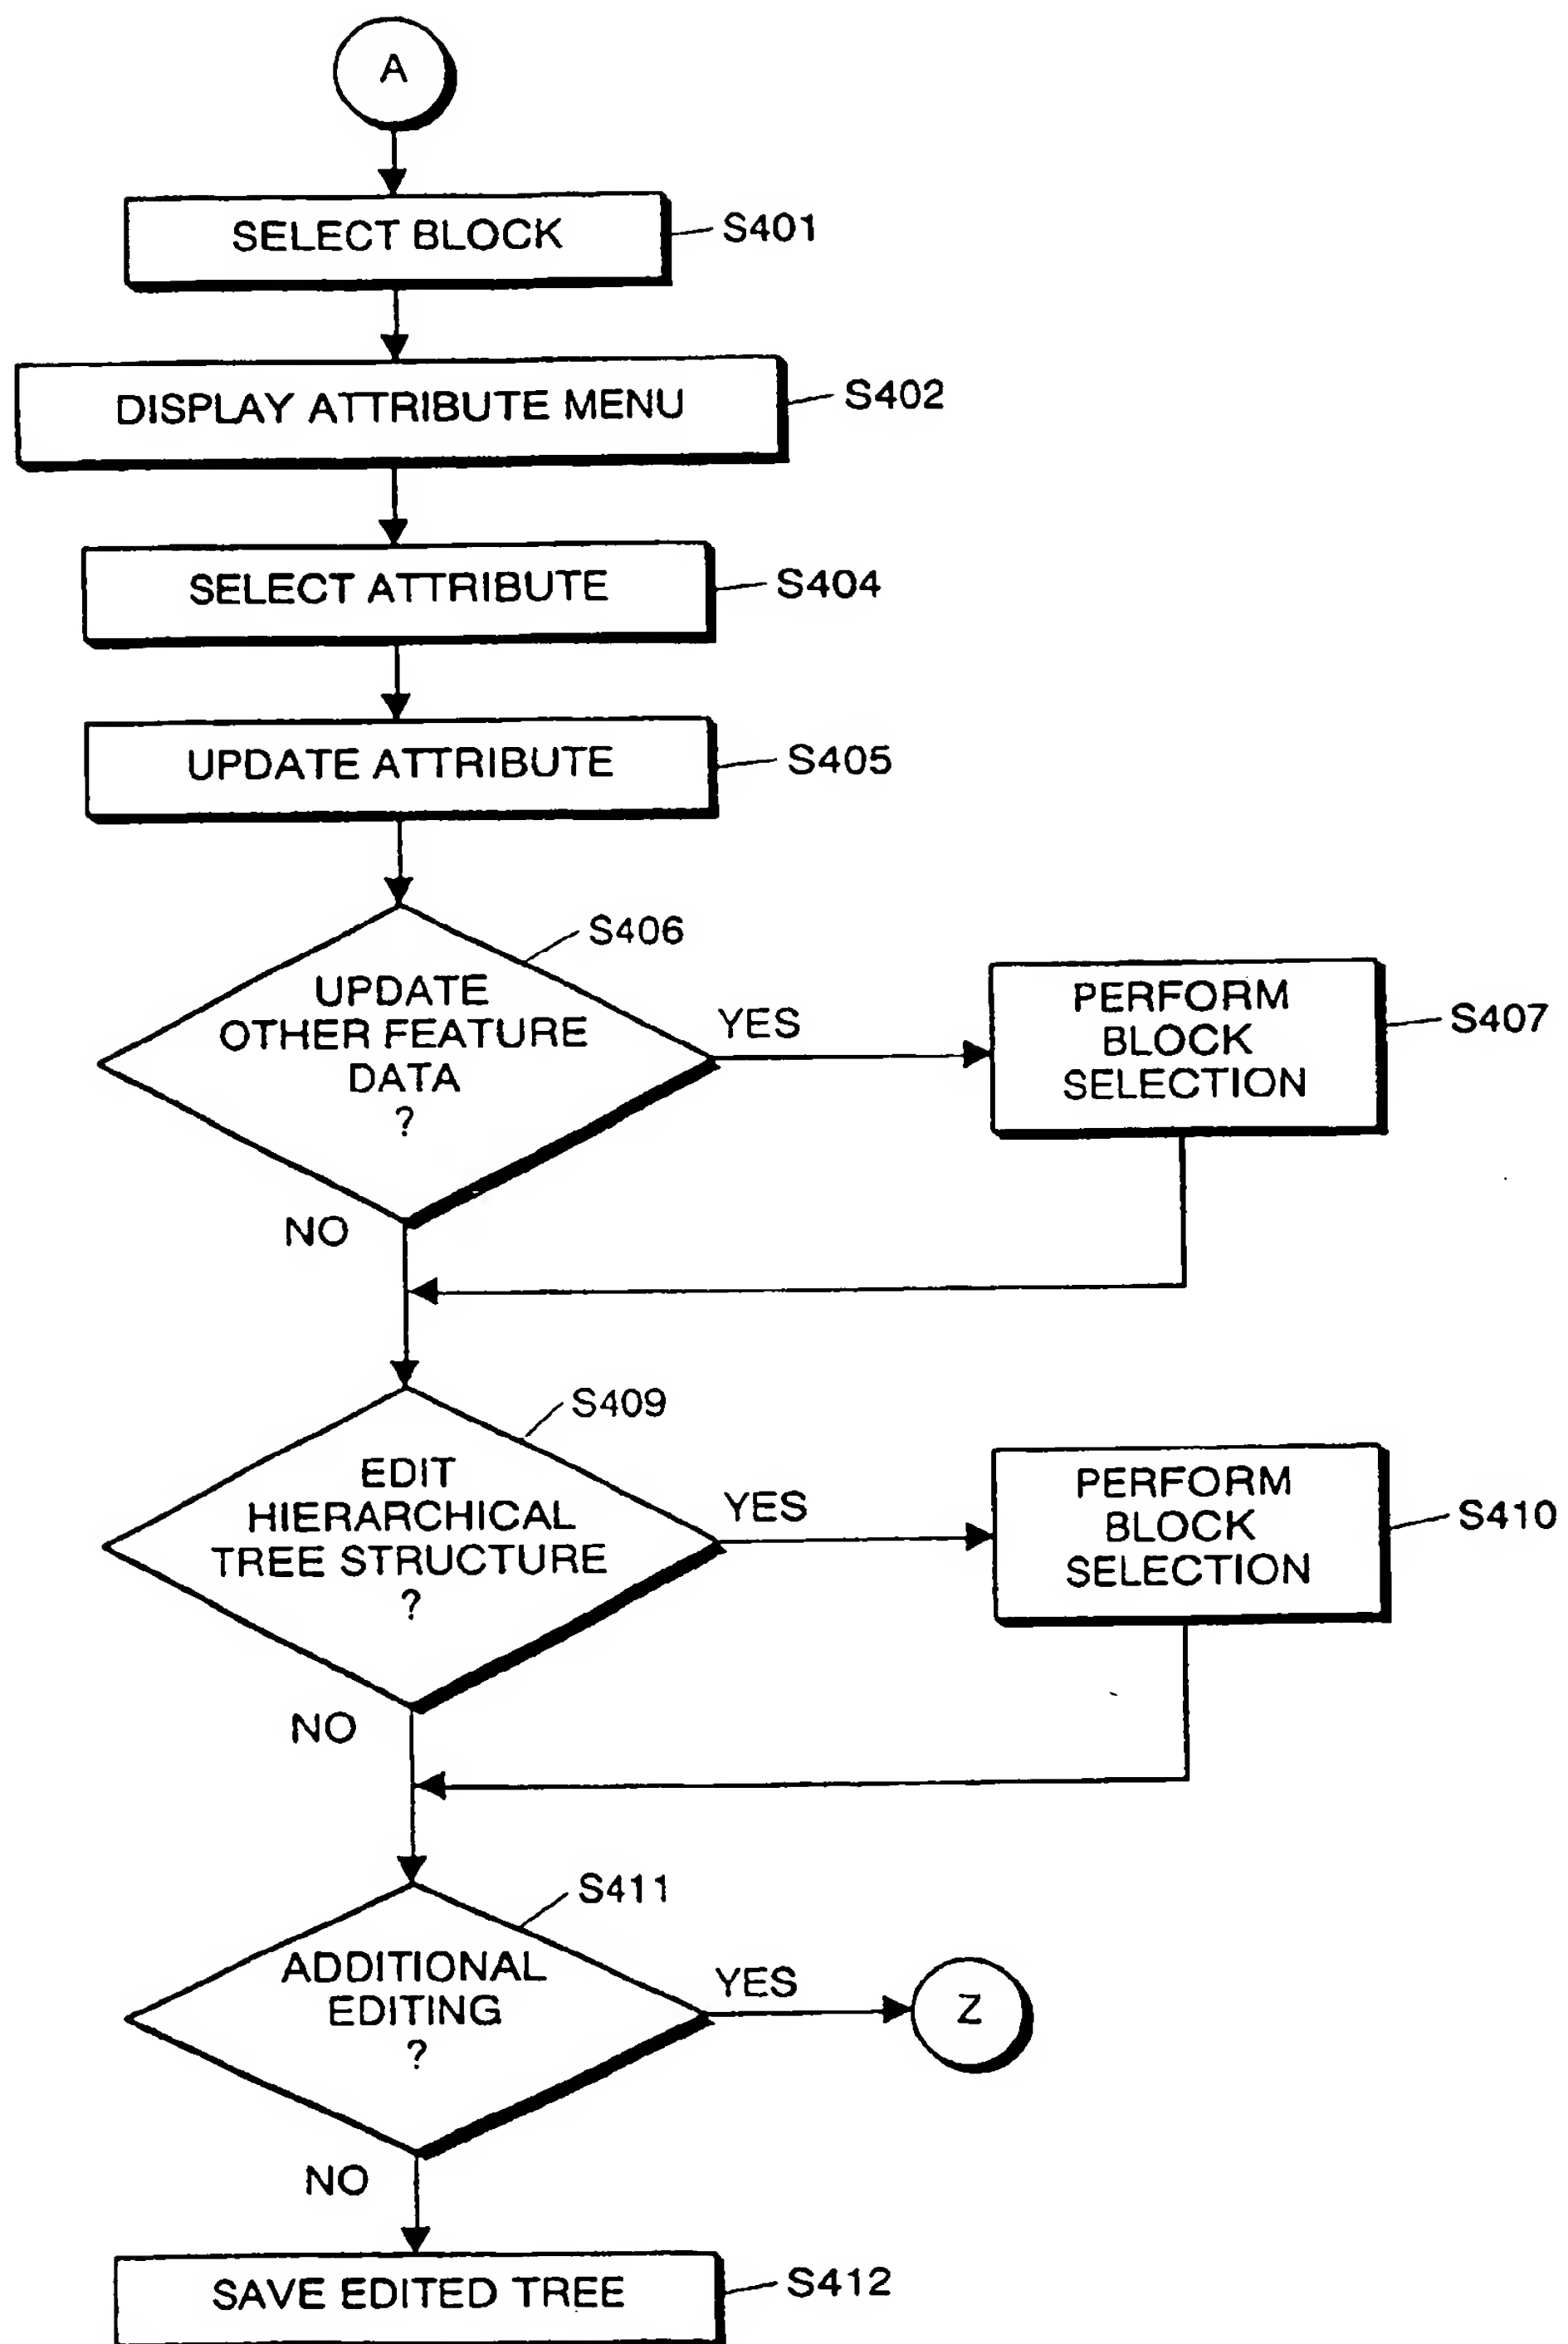 A
SELECT BLOCK
S401
DISPLAY ATTRIBUTE MENU
S402
SELECT ATTRIBUTE
S404
UPDATE ATTRIBUTE
S405
S406
UPDATE
OTHER FEATURE
DATA
?
YES
PERFORM
BLOCK
SELECTION
S407
NO
S409
EDIT
HIERARCHICAL
TREE STRUCTURE
?
YES
PERFORM
BLOCK
SELECTION
S410
NO
S411
ADDITIONAL
EDITING
?
YES
Z
NO
SAVE EDITED TREE
S412